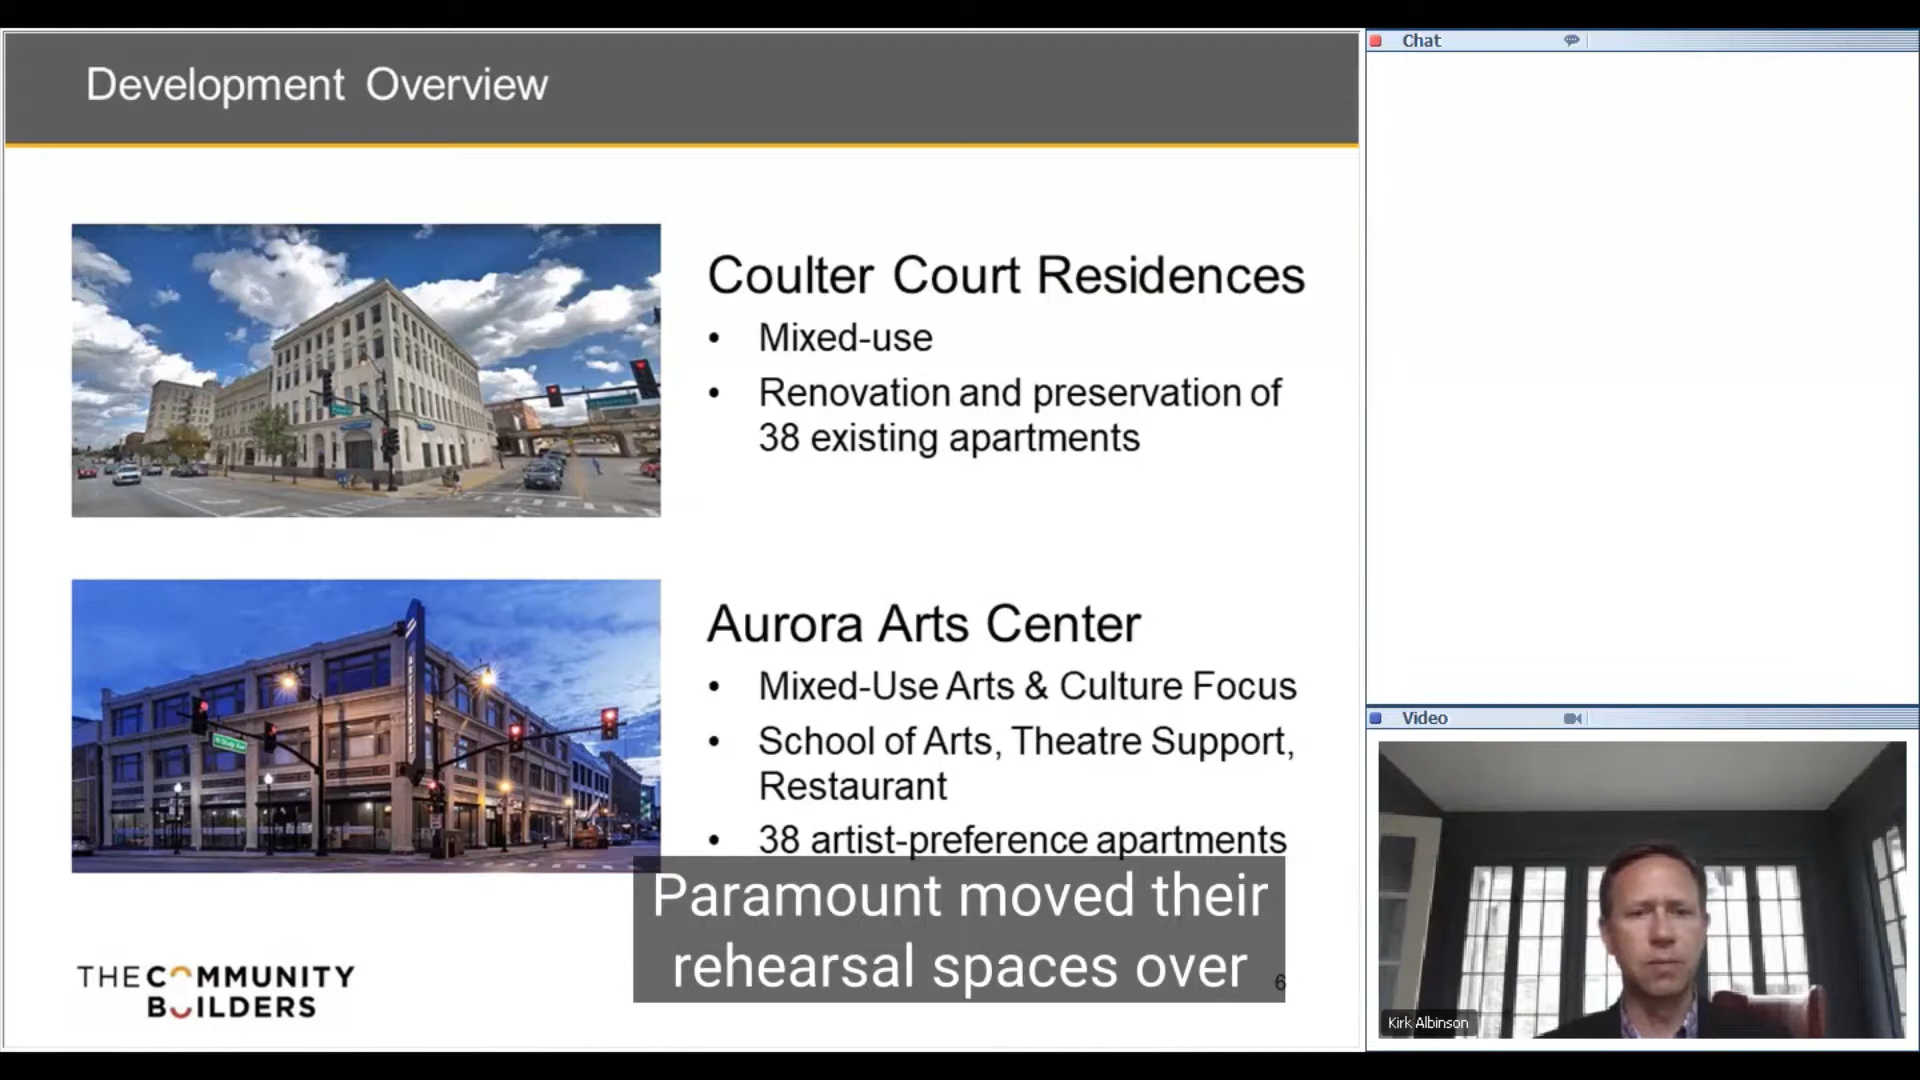 Development Overview
Coulter Court Residences
• Mixed-use
• Renovation and preservation of
38 existing apartments
Aurora Arts Center
• Mixed-Use Arts & Culture Focus
• School of Arts, Theatre Support,
Restaurant
• 38 artist-preference apartments
Paramount moved their
rehearsal spaces over
6
THE COMMUNITY
BUILDERS
Chat
Video
Kirk Albinson